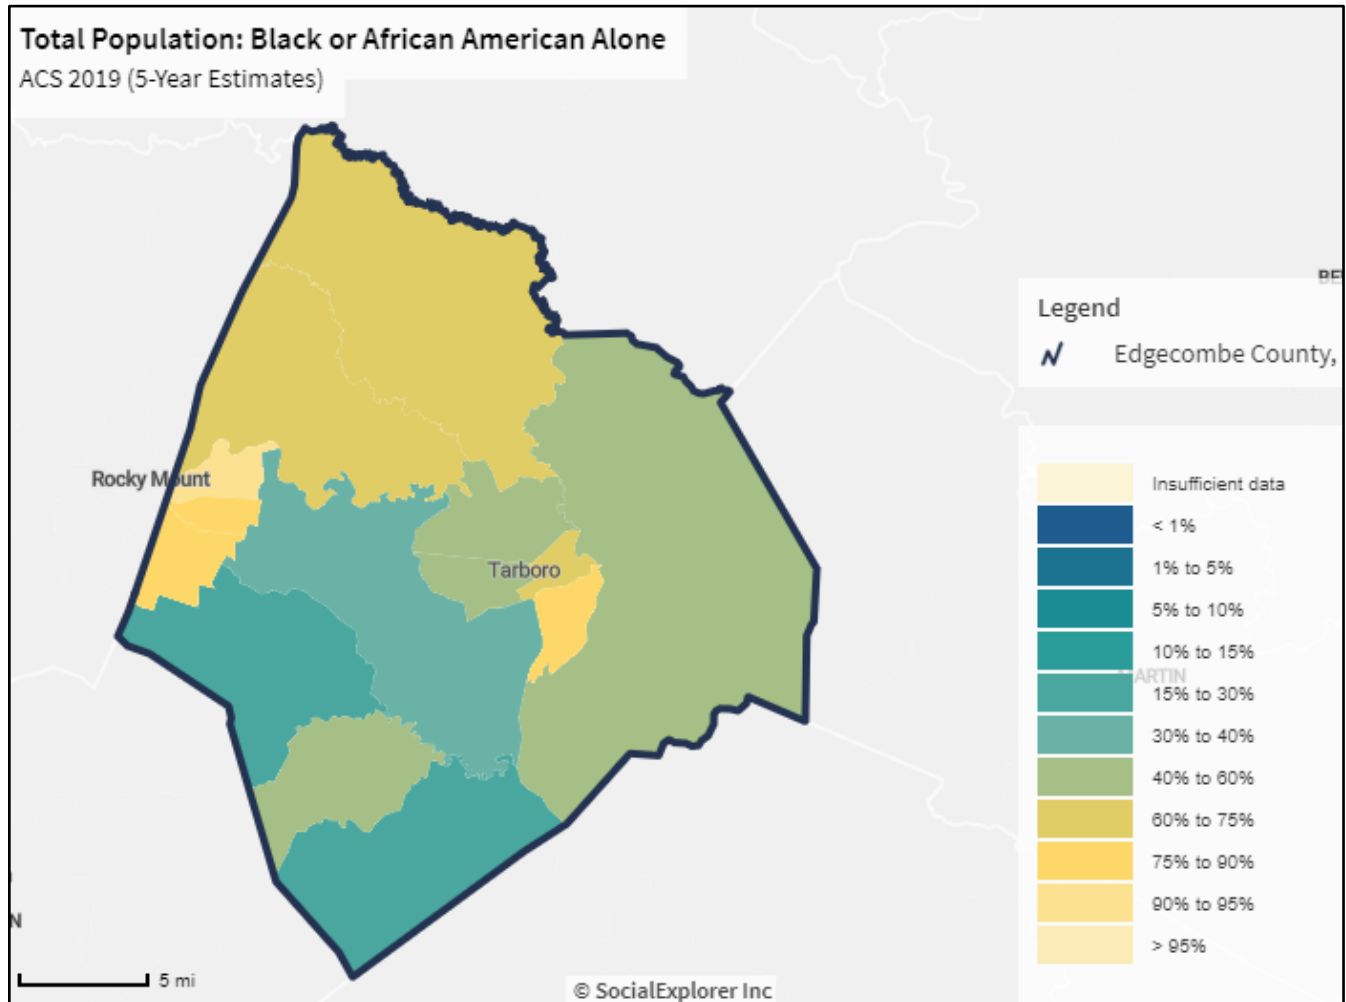 Total Population: Black or African American Alone
ACS 2019 (5-Year Estimates)
BE
Legend
Edgecombe County,
Rocky Mount
Insufficient data
< 1%
1% to 5%
Tarboro
5% to 10%
10% to 15%
MARTIN
15% to 30%
30% to 40%
40% to 60%
60% to 75%
75% to 90%
90% to 95%
N
> 95%
5 mi
© SocialExplorer Inc